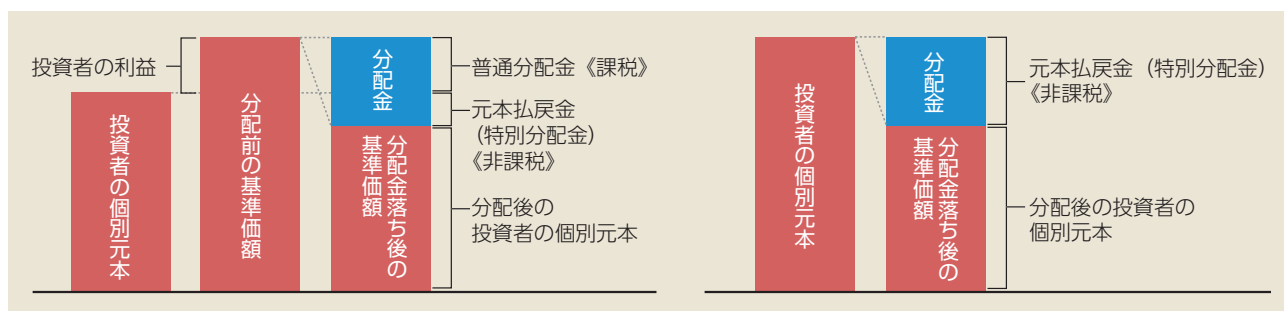 投資者の利益
投資者の個別元本
分配前の基準価額
分配金
分配金落ち後の
基準価額
普通分配金《課税》
元本払戻金
(特別分配金)
《非課税》
分配後の
投資者の個別元本
投資者の個別元本
分配金
分配金落ち後の
基準価額
元本払戻金（特別分配金）
《非課税》
分配後の投資者の
個別元本